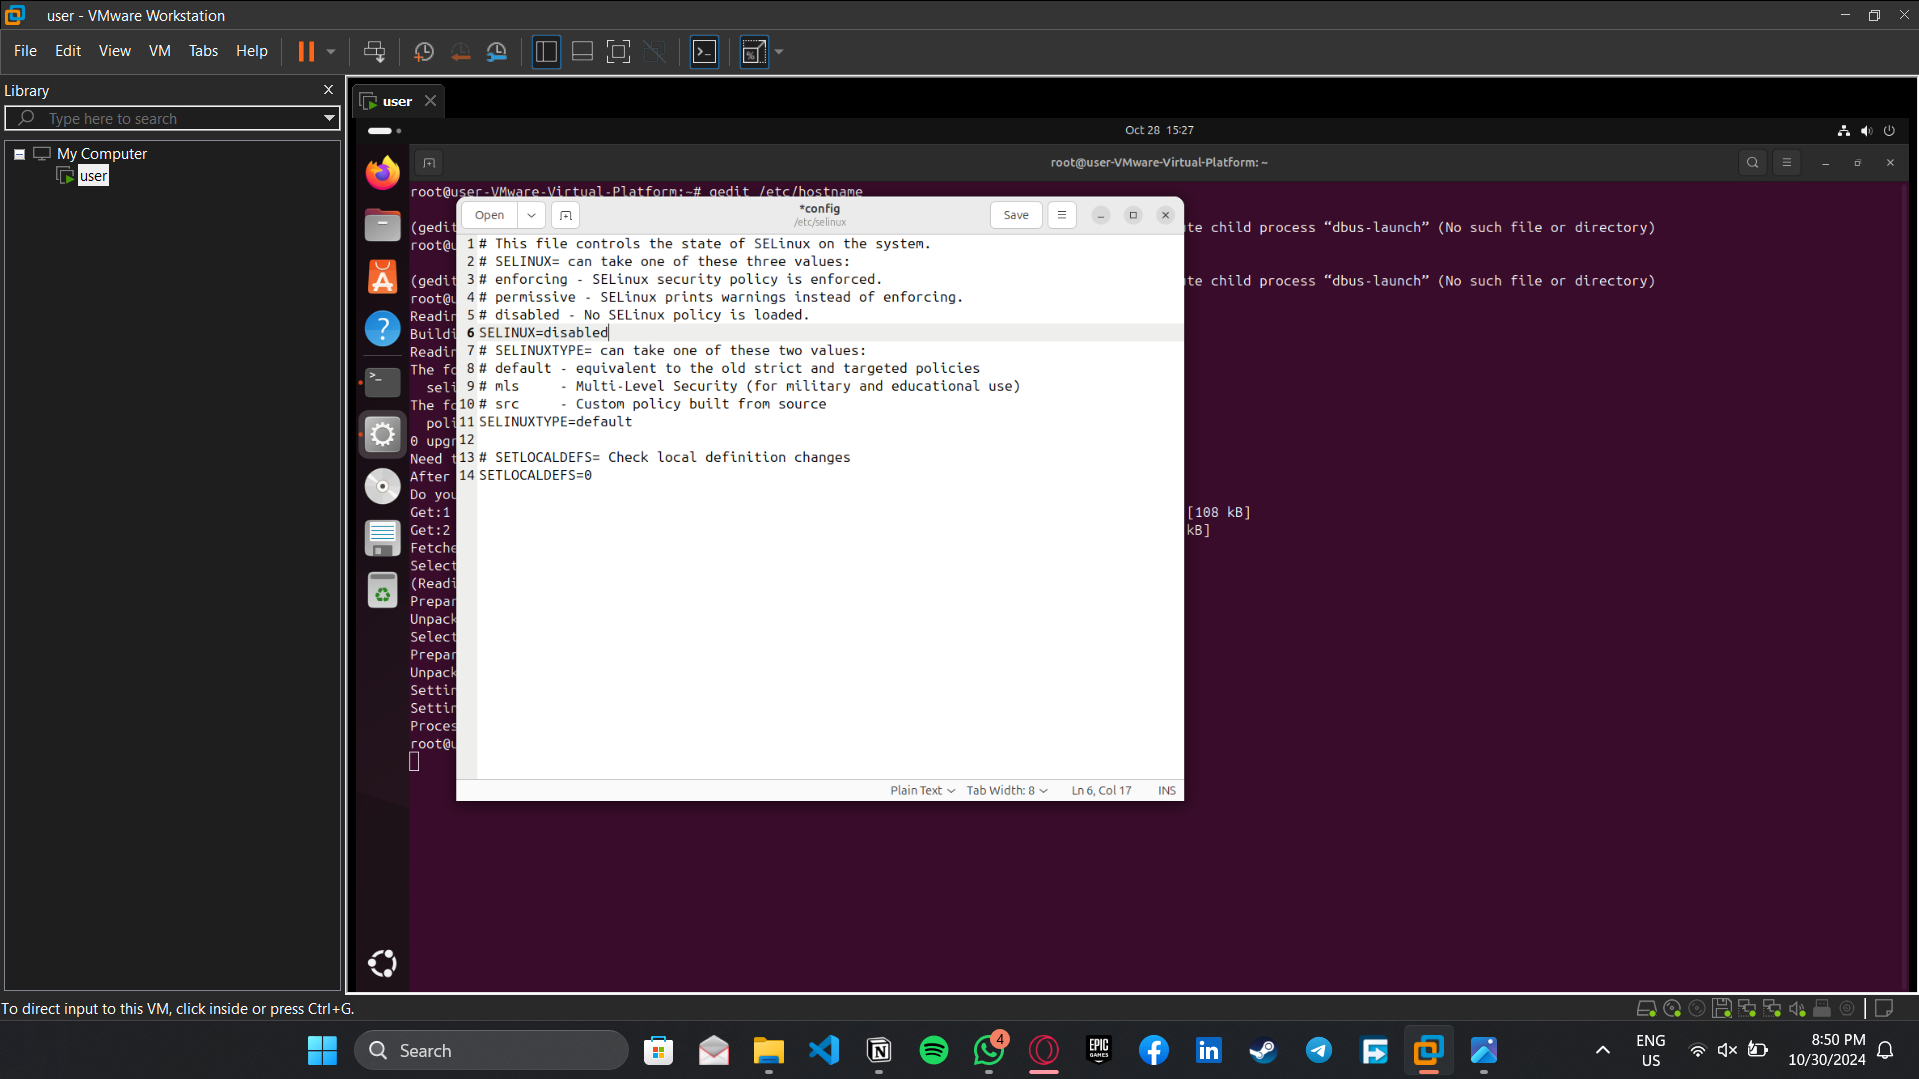 user - VMware Workstation
File Edit View VM Tabs Help
Library
Type here to search
My Computer
user
user
Oct 28 15:27
root@user-VMware-Virtual-Platform: ~
root@user-VMware-Virtual-Platform:~# gedit /etc/hostname
(gedit
te child process “dbus-launch” (No such file or directory)
root@u
(gedit
te child process “dbus-launch” (No such file or directory)
root@u
Readin
Buildi
Readin
The fo
seli
The fo
poli
0 upgr
Need t
After
Do you
Get:1
[108 kB]
Get:2
kB]
Fetche
Select
(Readi
Prepar
Unpack
Select
Prepar
Unpack
Settin
Settin
Proces
root@u
Open
*config
/etc/selinux
Save
1 # This file controls the state of SELinux on the system.
2 # SELINUX= can take one of these three values:
3 # enforcing - SELinux security policy is enforced.
4 # permissive - SELinux prints warnings instead of enforcing.
5 # disabled - No SELinux policy is loaded.
6 SELINUX=disabled
7 # SELINUXTYPE= can take one of these two values:
8 # default - equivalent to the old strict and targeted policies
9 # mls     - Multi-Level Security (for military and educational use)
10 # src     - Custom policy built from source
11 SELINUXTYPE=default
12
13 # SETLOCALDEFS= Check local definition changes
14 SETLOCALDEFS=0
Plain Text Tab Width: 8 Ln 6, Col 17 INS
To direct input to this VM, click inside or press Ctrl+G.
Search
4
EPIC
GAMES
ENG
US
8:50 PM
10/30/2024